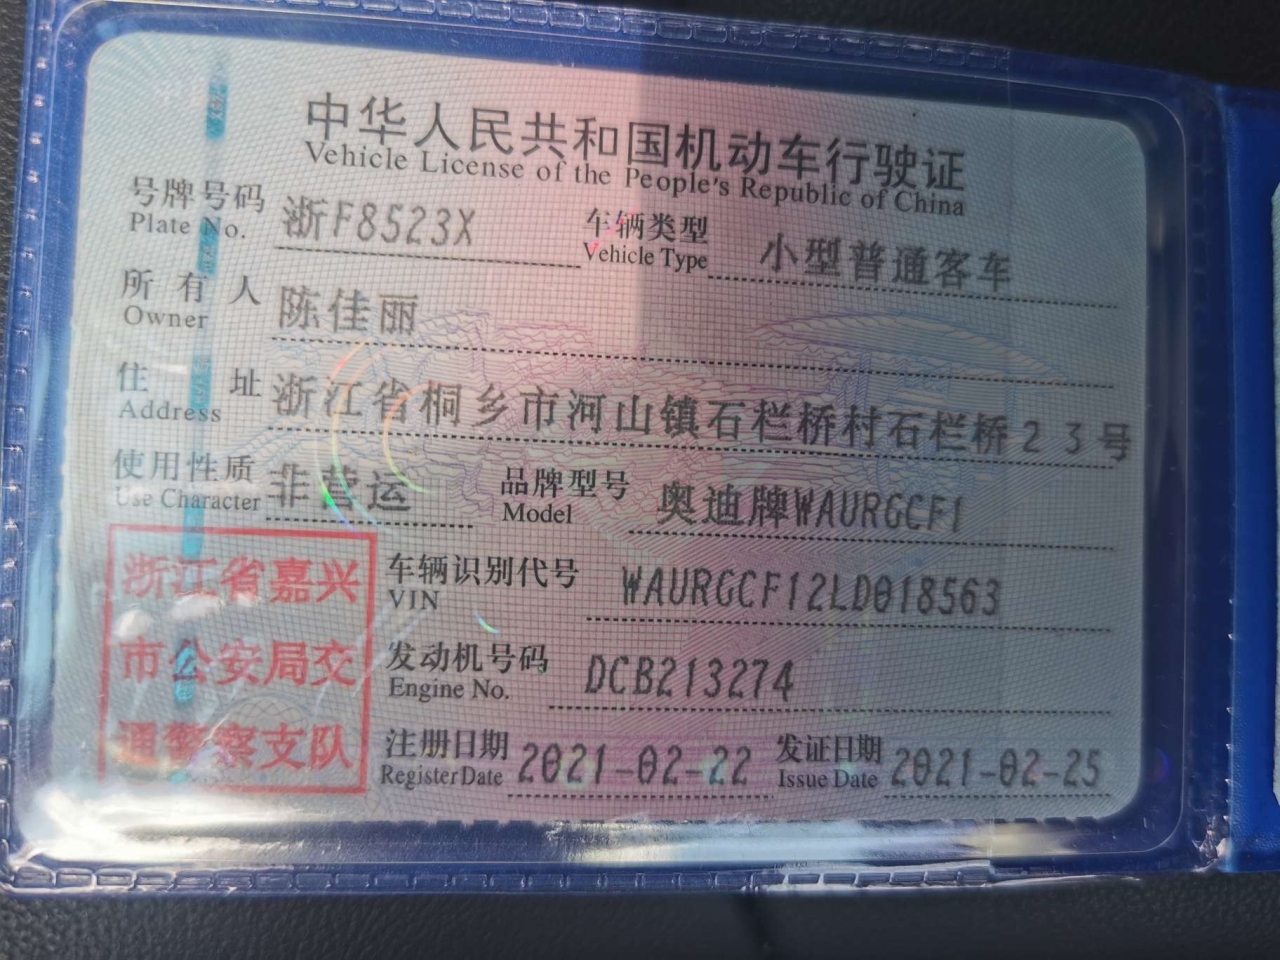 中华人民共和国机动车行驶证
Vehicle License of the People's Republic of China
号牌号码 浙F8523X 车辆类型 小型普通客车
Plate No. Vehicle Type
所有人 陈佳丽
Owner
住址 浙江省桐乡市河山镇石栏桥村石栏桥23号
Address
使用性质 非营运 品牌型号 奥迪牌WAURGCF1
Use Character Model
浙江省嘉兴
市公安局交
通警察支队
车辆识别代号 WAURGCF12LD018563
VIN
发动机号码 DCB213274
Engine No.
注册日期 2021-02-22 发证日期 2021-02-25
Register Date Issue Date